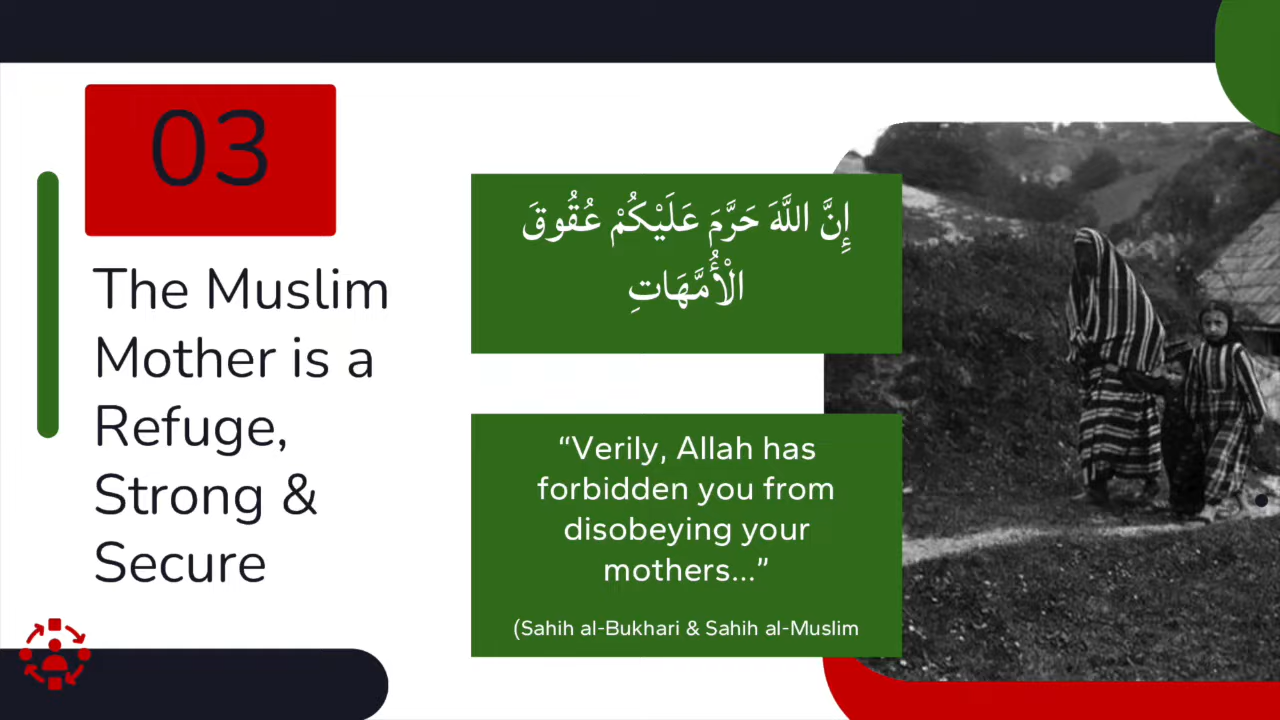 03
The Muslim
Mother is a
Refuge,
Strong &
Secure
إِنَّ اللَّهَ حَرَّمَ عَلَيْكُمْ عُقُوقَ
الْأُمَّهَاتِ
“Verily, Allah has
forbidden you from
disobeying your
mothers...”
(Sahih al-Bukhari & Sahih al-Muslim